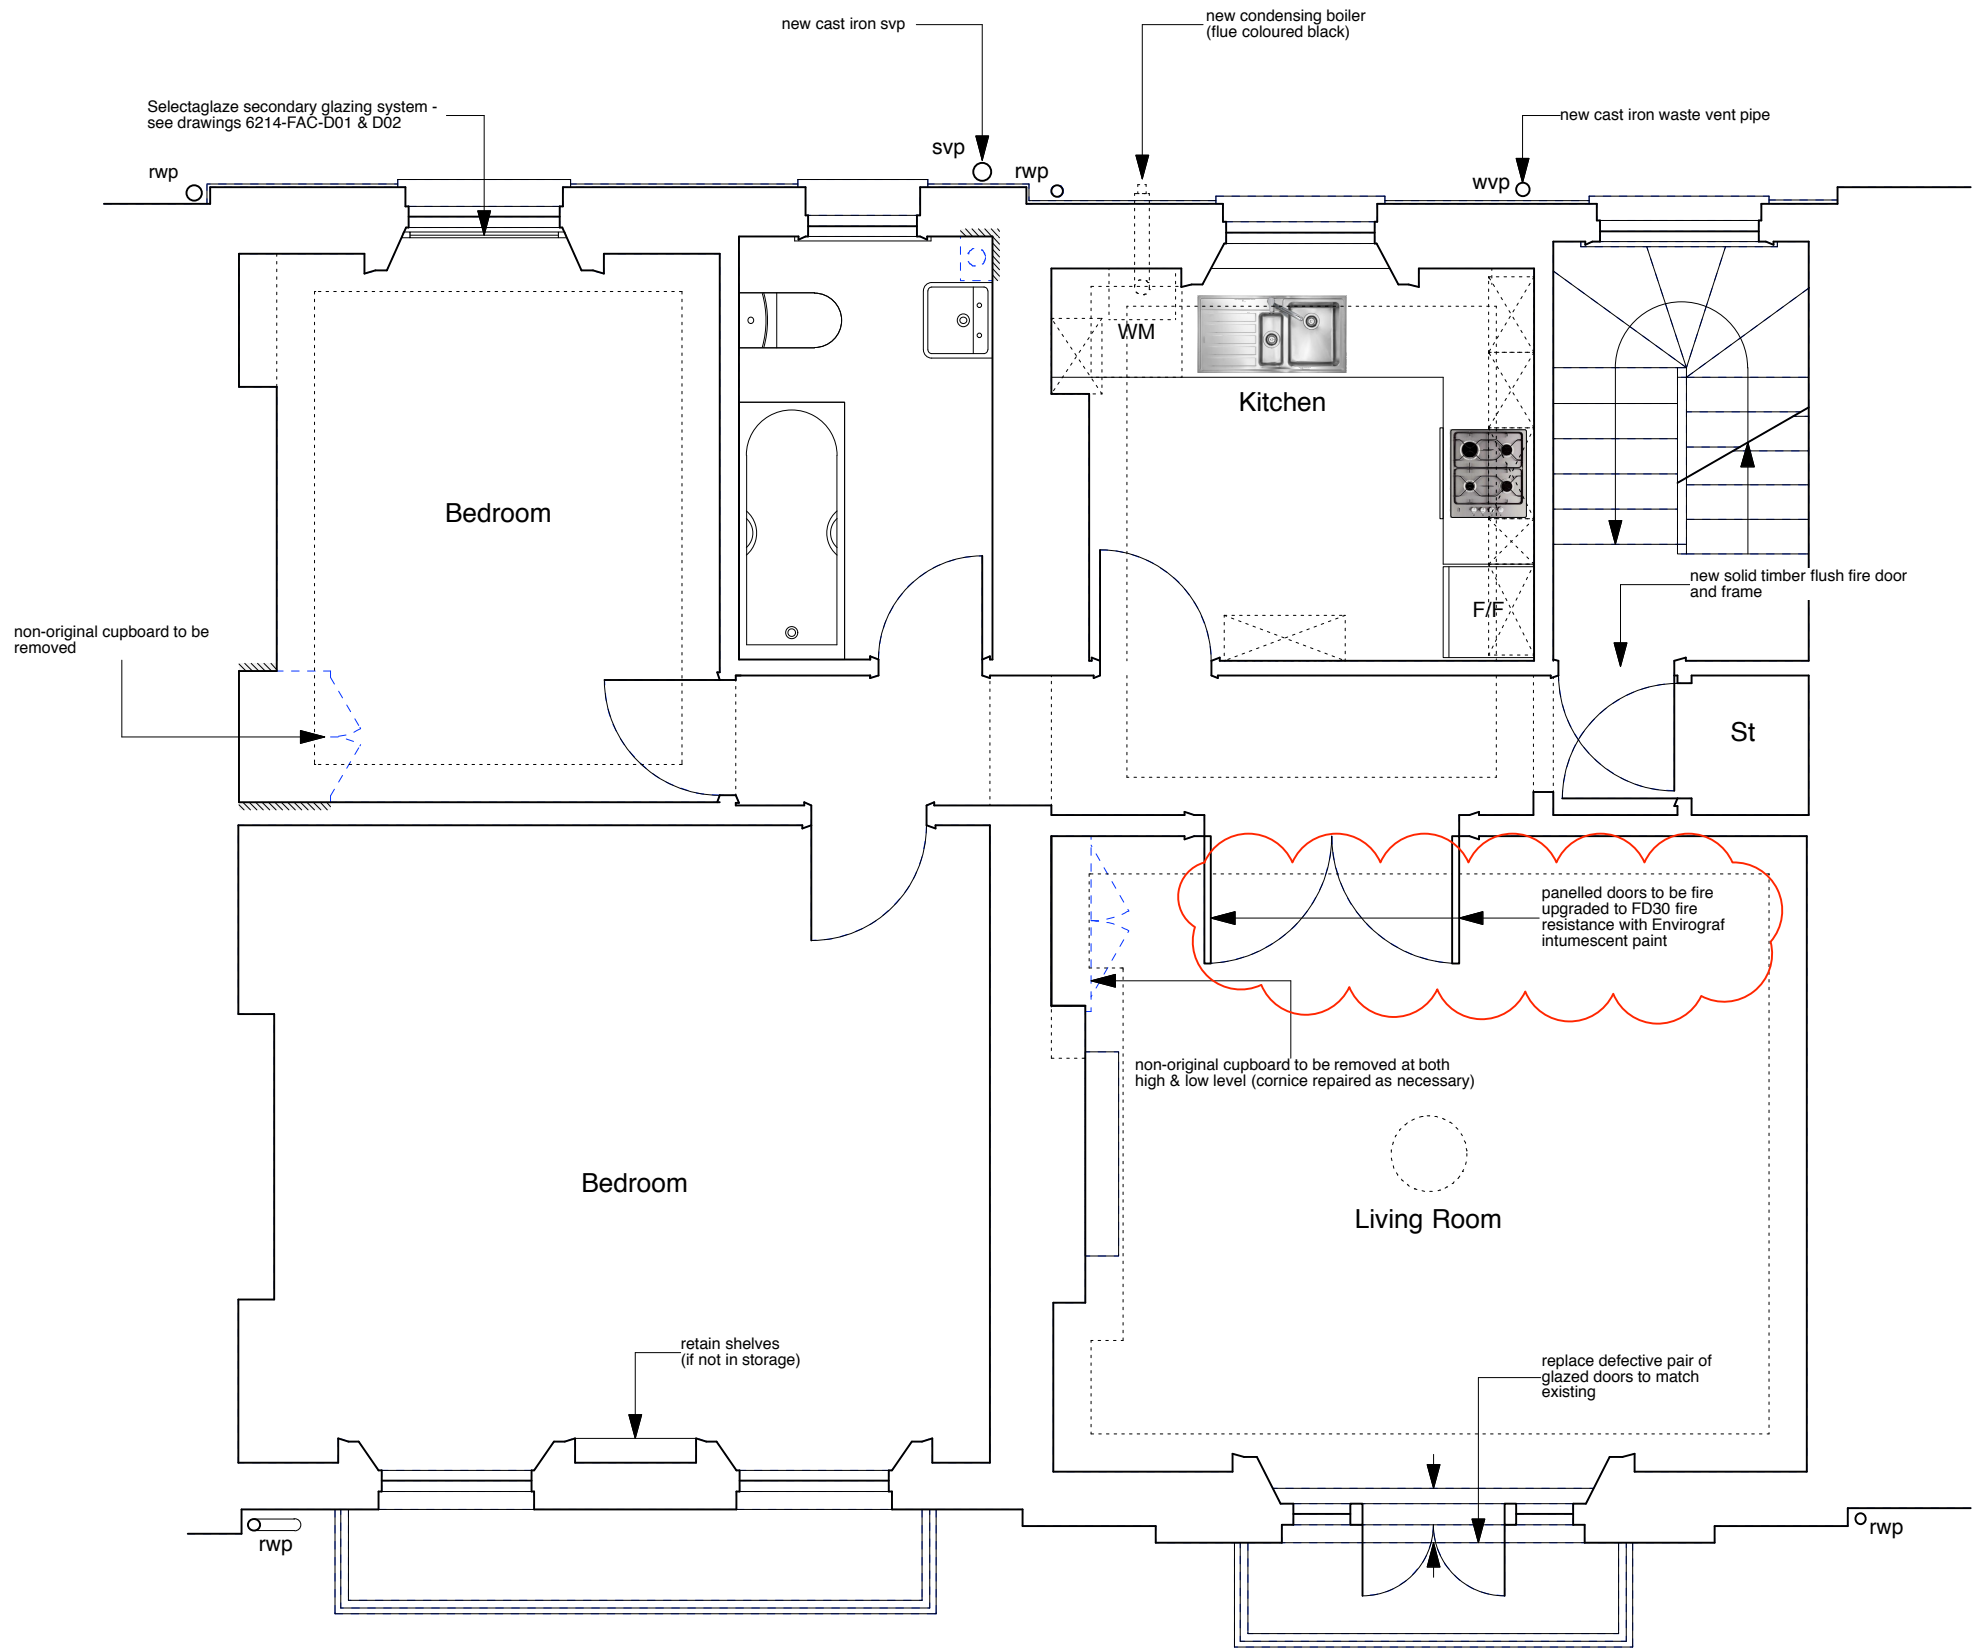 new cast iron svp
new condensing boiler
(flue coloured black)
Selectaglaze secondary glazing system -
see drawings 6214-FAC-D01 & D02
new cast iron waste vent pipe
svp
rwp
rwp
wvp
WM
Kitchen
Bedroom
new solid timber flush fire door
and frame
F/F
non-original cupboard to be
removed
St
panelled doors to be fire
upgraded to FD30 fire
resistance with Envirograf
intumescent paint
non-original cupboard to be removed at both
high & low level (cornice repaired as necessary)
Bedroom
Living Room
retain shelves
(if not in storage)
replace defective pair of
glazed doors to match
existing
rwp
rwp